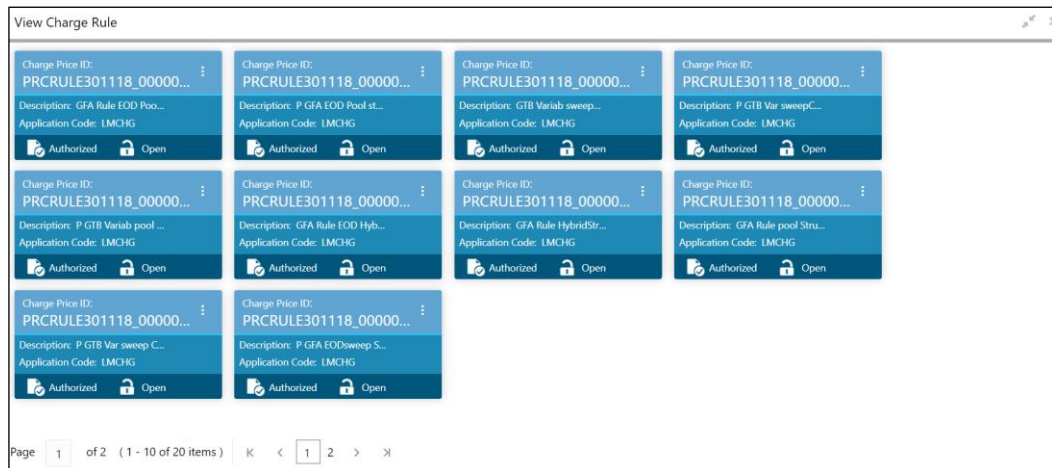 View Charge Rule
Charge Price ID:
PRCRULE301118_00000...
Description: GFA Rule EOD Poo...
Application Code: LMCHG
Authorized Open
Charge Price ID:
PRCRULE301118_00000...
Description: P GFA EOD Pool st...
Application Code: LMCHG
Authorized Open
Charge Price ID:
PRCRULE301118_00000...
Description: GTB Variab sweep...
Application Code: LMCHG
Authorized Open
Charge Price ID:
PRCRULE301118_00000...
Description: P GTB Var sweepC...
Application Code: LMCHG
Authorized Open
Charge Price ID:
PRCRULE301118_00000...
Description: P GTB Variab pool ...
Application Code: LMCHG
Authorized Open
Charge Price ID:
PRCRULE301118_00000...
Description: GFA Rule EOD Hyb...
Application Code: LMCHG
Authorized Open
Charge Price ID:
PRCRULE301118_00000...
Description: GFA Rule HybridStr...
Application Code: LMCHG
Authorized Open
Charge Price ID:
PRCRULE301118_00000...
Description: GFA Rule pool Stru...
Application Code: LMCHG
Authorized Open
Charge Price ID:
PRCRULE301118_00000...
Description: P GTB Var sweep C...
Application Code: LMCHG
Authorized Open
Charge Price ID:
PRCRULE301118_00000...
Description: P GFA EODsweep S...
Application Code: LMCHG
Authorized Open
Page 1 of 2 ( 1 - 10 of 20 items ) 1 2